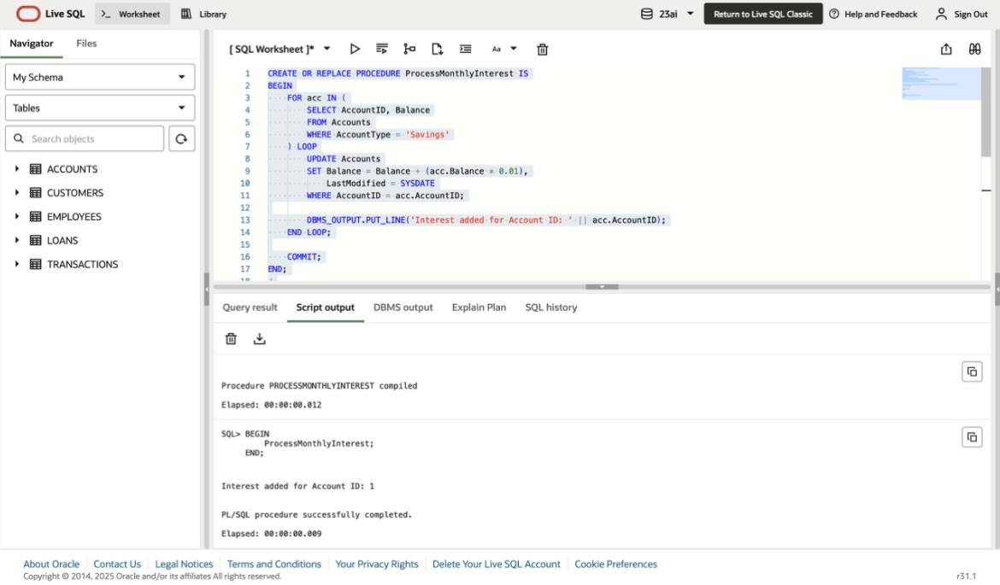 Live SQL
Worksheet
Library
23ai
Return to Live SQL Classic
Help and Feedback
Sign Out
Navigator
Files
My Schema
Tables
Search objects
ACCOUNTS
CUSTOMERS
EMPLOYEES
LOANS
TRANSACTIONS
[ SQL Worksheet ]*
Aa
1 CREATE OR REPLACE PROCEDURE ProcessMonthlyInterest IS
2 BEGIN
3 FOR acc IN (
4 SELECT AccountID, Balance
5 FROM Accounts
6 WHERE AccountType = 'Savings'
7 ) LOOP
8 UPDATE Accounts
9 SET Balance = Balance + (acc.Balance * 0.01),
10 LastModified = SYSDATE
11 WHERE AccountID = acc.AccountID;
12
13 DBMS_OUTPUT.PUT_LINE('Interest added for Account ID: ' || acc.AccountID);
14 END LOOP;
15
16 COMMIT;
17 END;
18 /
Query result
Script output
DBMS output
Explain Plan
SQL history
Procedure PROCESSMONTHLYINTEREST compiled
Elapsed: 00:00:00.012
SQL> BEGIN
ProcessMonthlyInterest;
END;
Interest added for Account ID: 1
PL/SQL procedure successfully completed.
Elapsed: 00:00:00.009
About Oracle
Contact Us
Legal Notices
Terms and Conditions
Your Privacy Rights
Delete Your Live SQL Account
Cookie Preferences
Copyright © 2014, 2025 Oracle and/or its affiliates All rights reserved.
r31.1